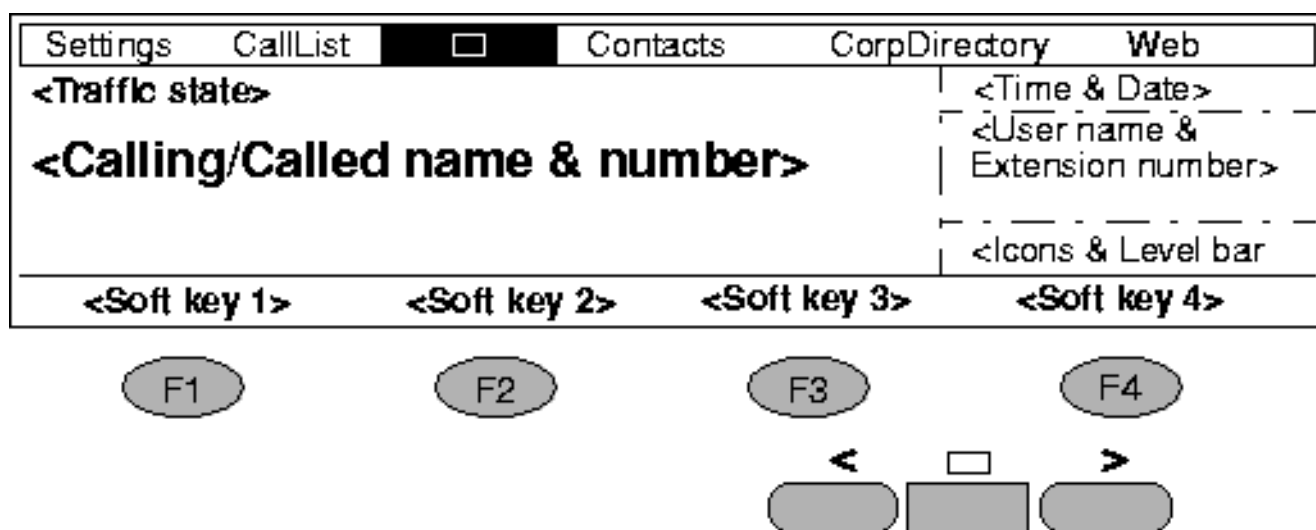 Settings CallList Contacts CorpDirectory Web
<Traffic state>
<Time & Date>
<Calling/Called name & number>
<User name &
Extension number>
<Icons & Level bar
<Soft key 1> <Soft key 2> <Soft key 3> <Soft key 4>
F1 F2 F3 F4
< >